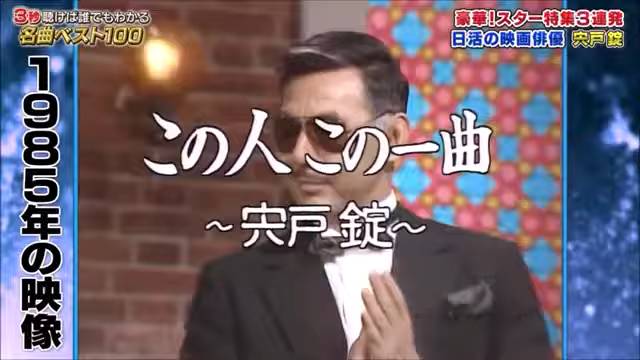 3秒聴けば誰でもわかる
名曲ベスト100
豪華!スター特集3連発
日活の映画俳優 宍戸 錠
1985年の映像
この人 この一曲
~宍戸 錠~